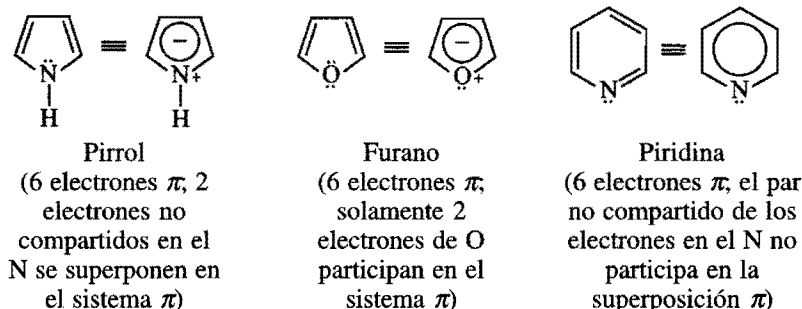 N
H
≡
−
N+
H
O
≡
−
O+
N
≡
N
Pirrol
(6 electrones π; 2
electrones no
compartidos en el
N se superponen en
el sistema π)
Furano
(6 electrones π;
solamente 2
electrones de O
participan en el
sistema π)
Piridina
(6 electrones π, el par
no compartido de los
electrones en el N no
participa en la
superposición π)